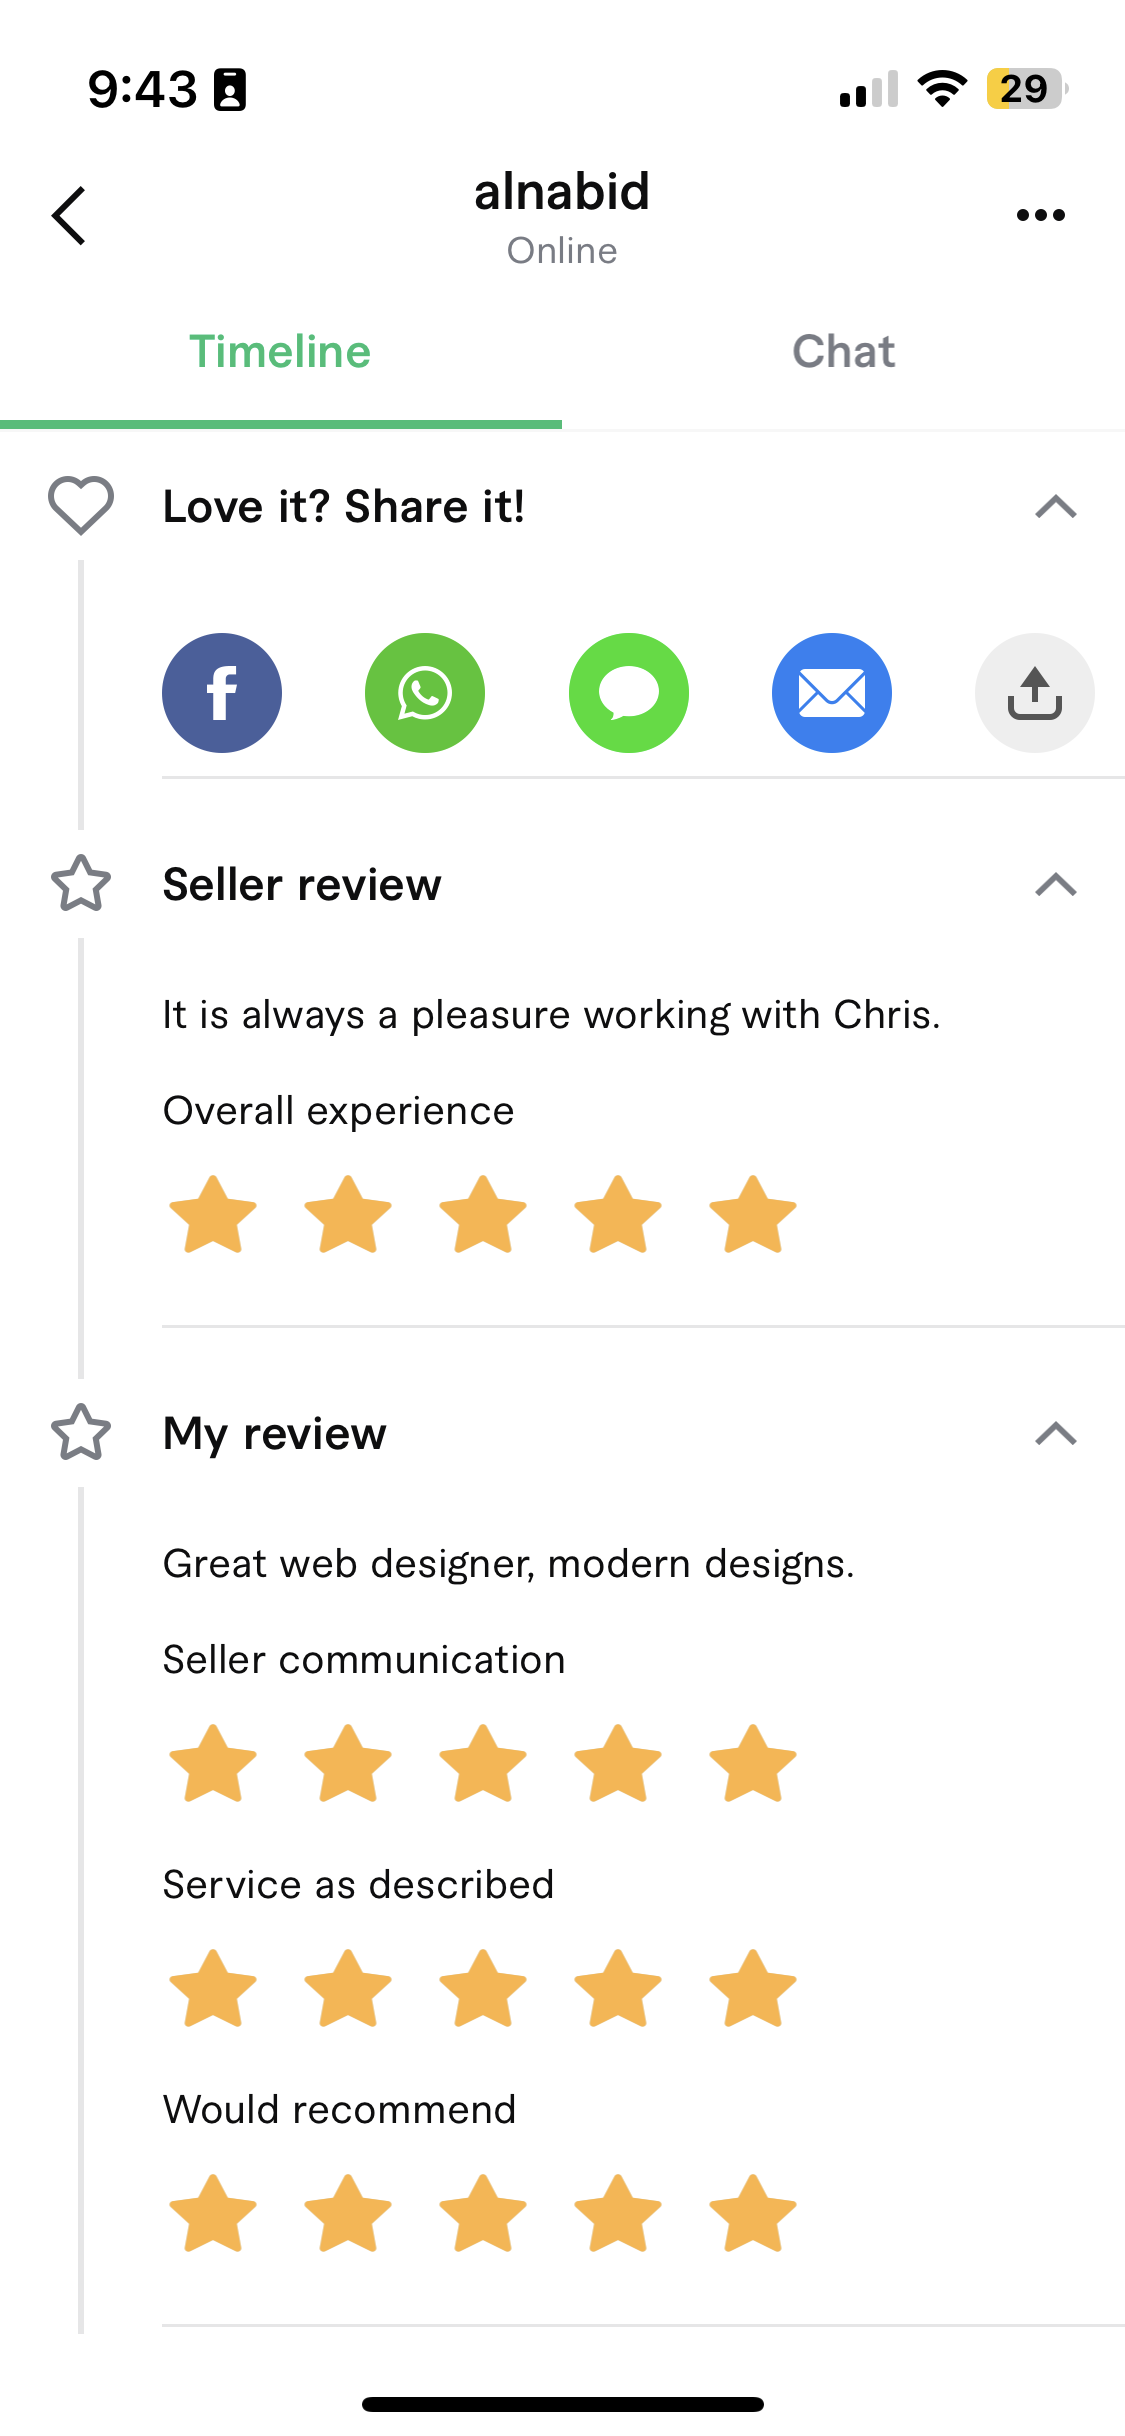 9:43
29
alnabid
Online
Timeline
Chat
Love it? Share it!
Seller review
It is always a pleasure working with Chris.
Overall experience
My review
Great web designer, modern designs.
Seller communication
Service as described
Would recommend